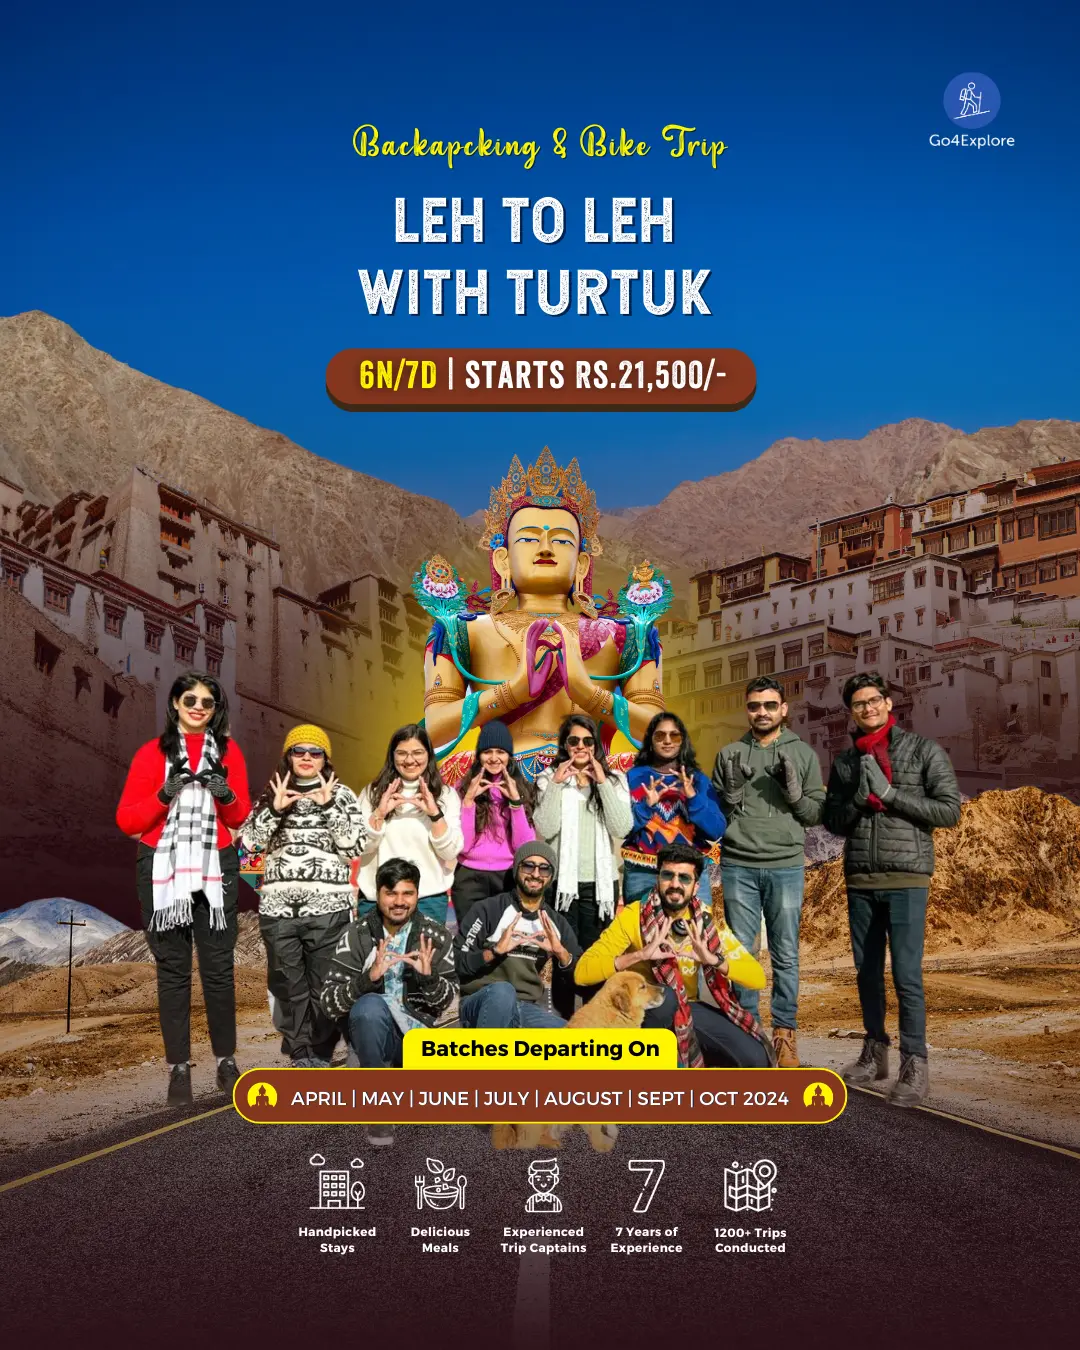 Go4Explore
Backapcking & Bike Trip
LEH TO LEH
WITH TURTUK
6N/7D | STARTS RS.21,500/-
PATRONT
Batches Departing On
APRIL | MAY | JUNE | JULY | AUGUST | SEPT | OCT 2024
7
Handpicked
Stays
Delicious
Meals
Experienced
Trip Captains
7 Years of
Experience
1200+ Trips
Conducted